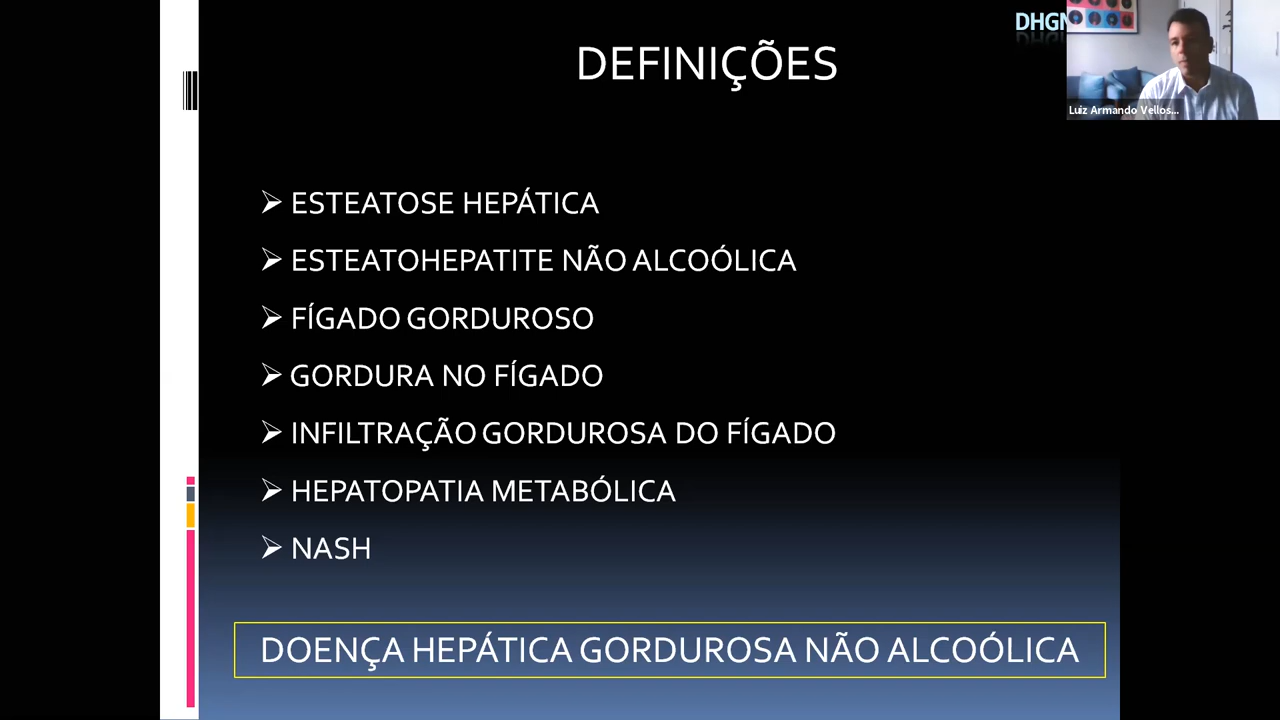 DEFINIÇÕES
DHGN
Luiz Armando Vellos...
ESTEATOSE HEPÁTICA
ESTEATOHEPATITE NÃO ALCOÓLICA
FÍGADO GORDUROSO
GORDURA NO FÍGADO
INFILTRAÇÃO GORDUROSA DO FÍGADO
HEPATOPATIA METABÓLICA
NASH
DOENÇA HEPÁTICA GORDUROSA NÃO ALCOÓLICA